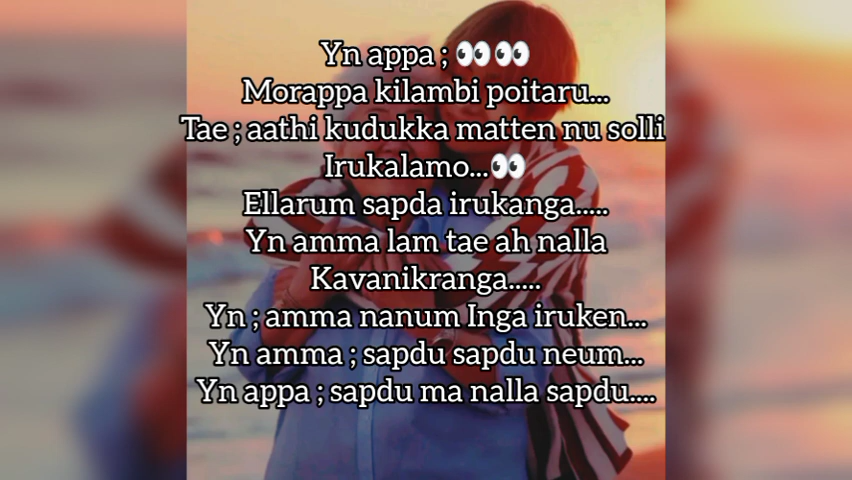 Yn appa ; 👀👀
Morappa kilambi poitaru...
Tae ; aathi kudukka matten nu solli
Irukalamo...👀
Ellarum sapda irukanga.....
Yn amma lam tae ah nalla
Kavanikranga.....
Yn ; amma nanum Inga iruken...
Yn amma ; sapdu sapdu neum...
Yn appa ; sapdu ma nalla sapdu....